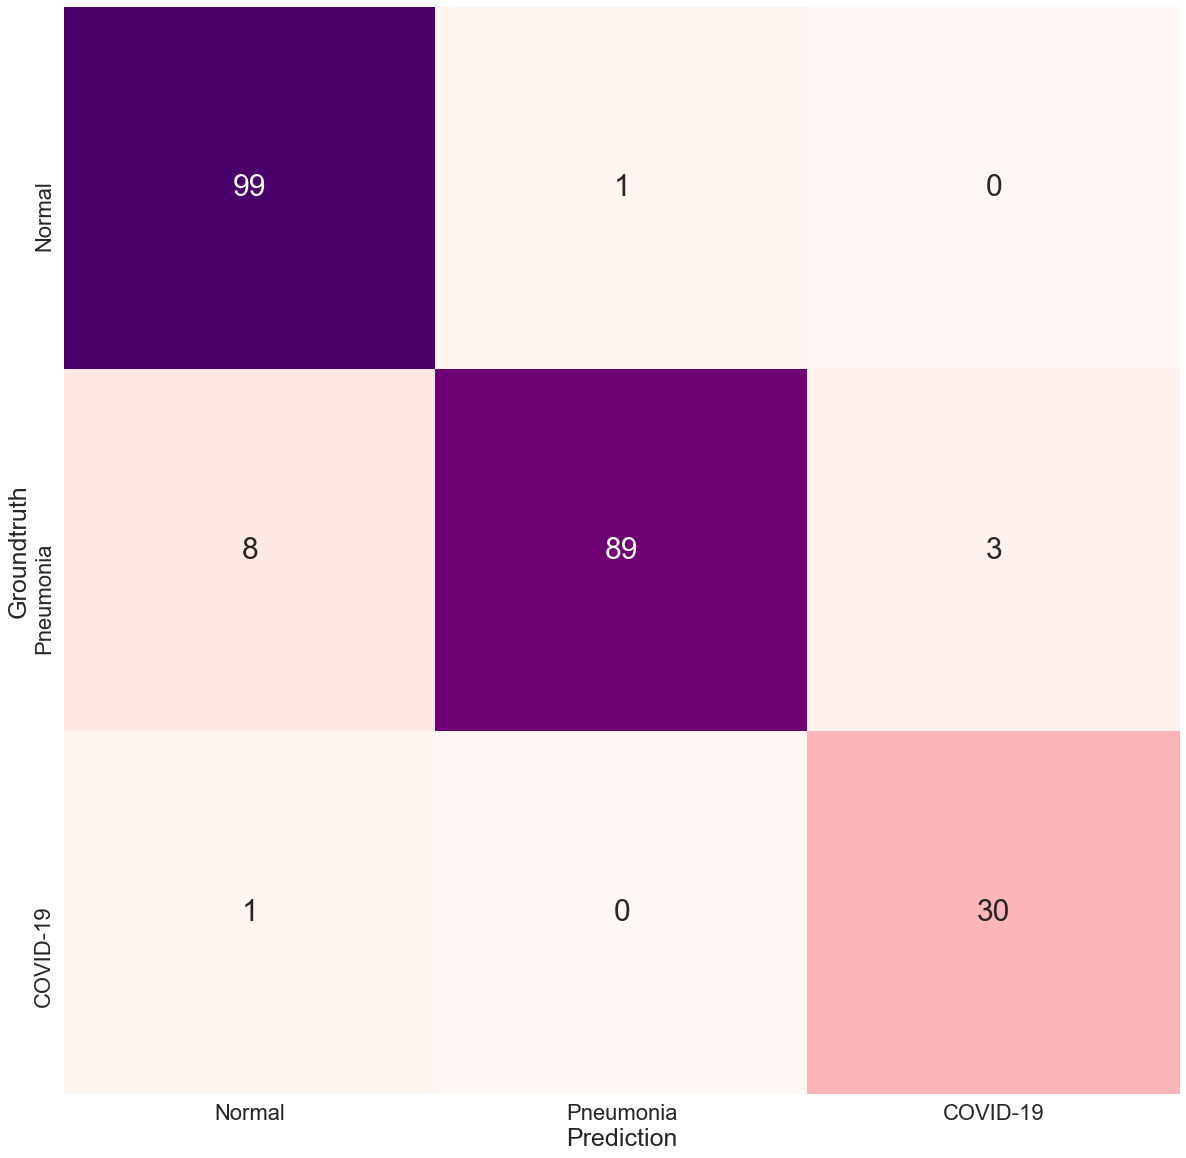 99 1 0
Normal
8 89 3
Groundtruth
Pneumonia
1 0 30
COVID-19
Normal Pneumonia COVID-19
Prediction